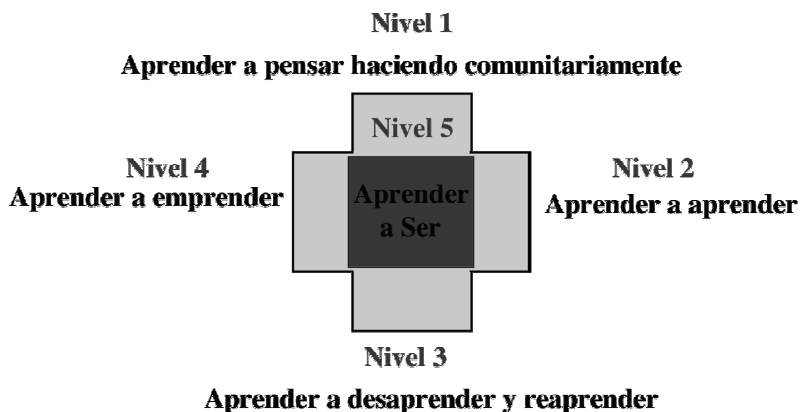 Nivel 1
Aprender a pensar haciendo comunitariamente
Nivel 5
Nivel 4
Aprender a emprender
Nivel 2
Aprender a aprender
Aprender
a Ser
Nivel 3
Aprender a desaprender y reaprender